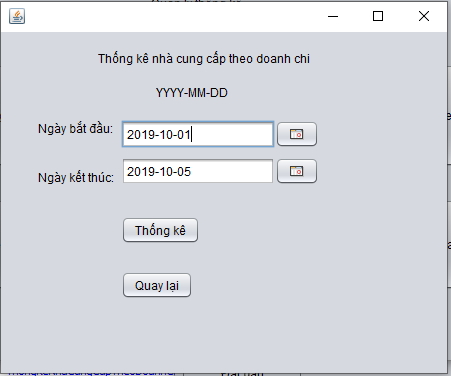 Thống kê nhà cung cấp theo doanh chi
YYYY-MM-DD
Ngày bắt đầu:
2019-10-01
Ngày kết thúc:
2019-10-05
Thống kê
Quay lại